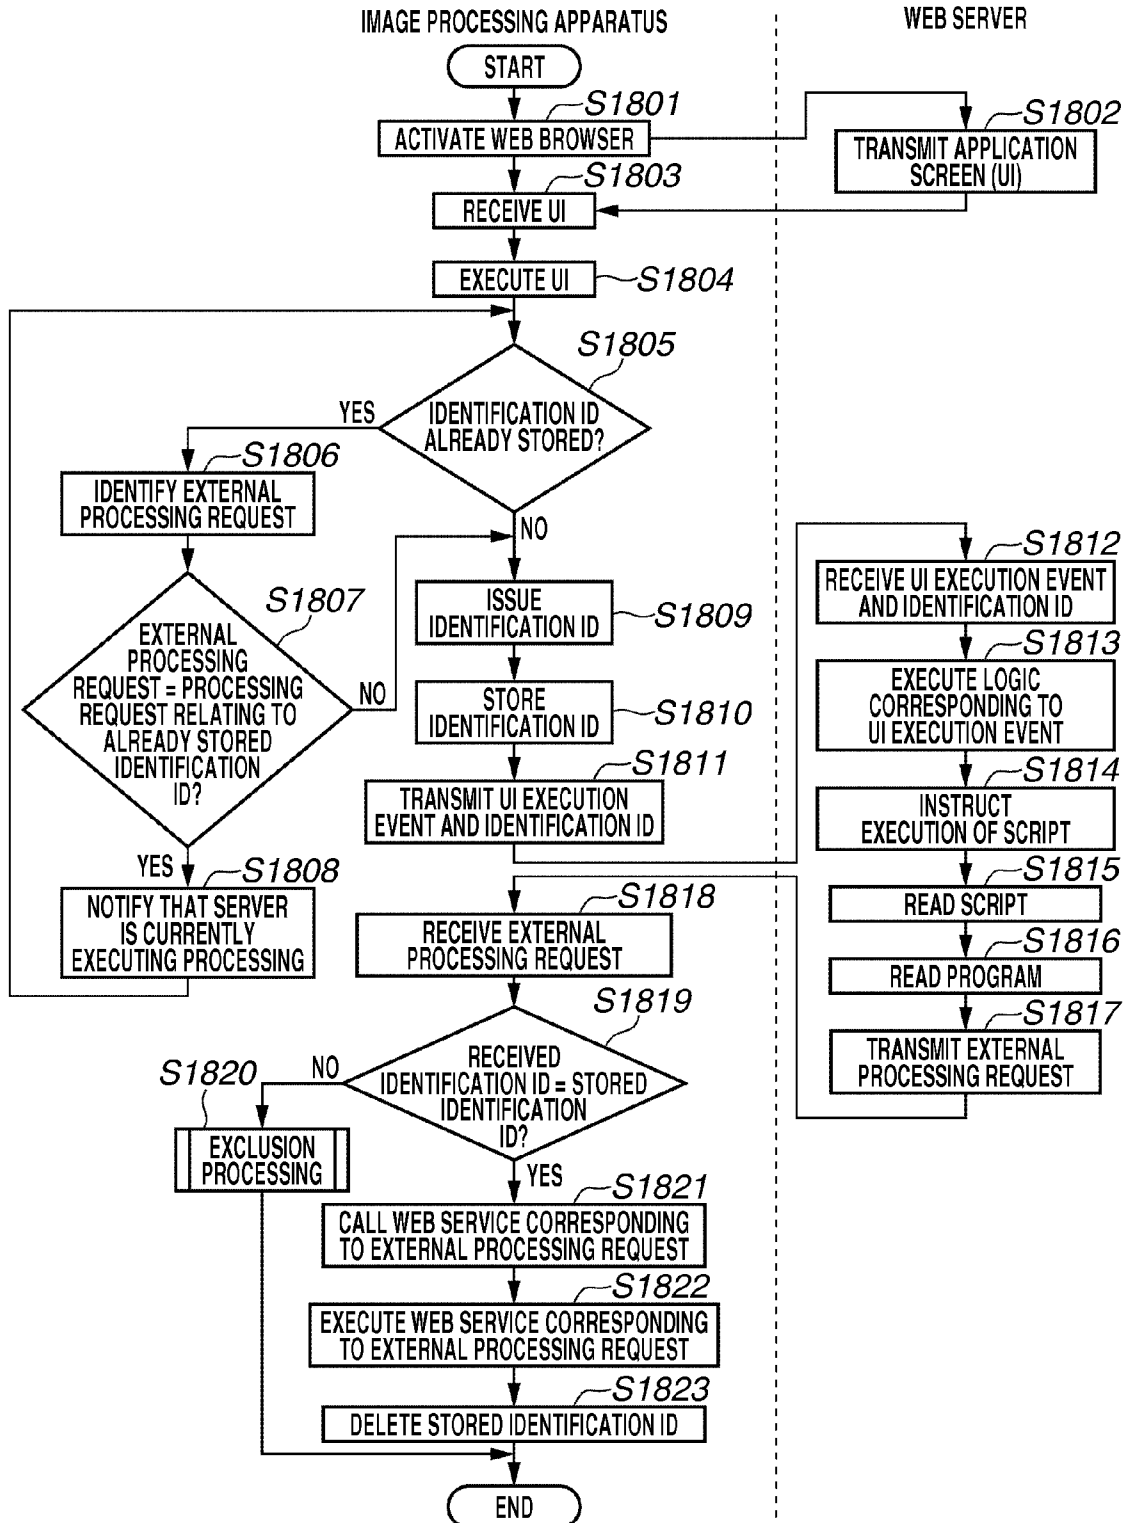 IMAGE PROCESSING APPARATUS
WEB SERVER
START
S1801
ACTIVATE WEB BROWSER
S1802
TRANSMIT APPLICATION
SCREEN (UI)
S1803
RECEIVE UI
EXECUTE UI
S1804
S1805
IDENTIFICATION ID
ALREADY STORED?
YES
NO
S1806
IDENTIFY EXTERNAL
PROCESSING REQUEST
S1807
EXTERNAL
PROCESSING
REQUEST = PROCESSING
REQUEST RELATING TO
ALREADY STORED
IDENTIFICATION
ID?
NO
YES
S1808
NOTIFY THAT SERVER
IS CURRENTLY
EXECUTING PROCESSING
ISSUE
IDENTIFICATION ID
S1809
STORE
IDENTIFICATION ID
S1810
S1811
TRANSMIT UI EXECUTION
EVENT AND IDENTIFICATION ID
S1812
RECEIVE UI EXECUTION EVENT
AND IDENTIFICATION ID
S1813
EXECUTE LOGIC
CORRESPONDING TO
UI EXECUTION EVENT
S1814
INSTRUCT
EXECUTION OF SCRIPT
S1815
READ SCRIPT
S1816
READ PROGRAM
S1817
TRANSMIT EXTERNAL
PROCESSING REQUEST
S1818
RECEIVE EXTERNAL
PROCESSING REQUEST
S1819
RECEIVED
IDENTIFICATION ID = STORED
IDENTIFICATION
ID?
NO
YES
S1820
EXCLUSION
PROCESSING
S1821
CALL WEB SERVICE CORRESPONDING
TO EXTERNAL PROCESSING REQUEST
S1822
EXECUTE WEB SERVICE CORRESPONDING
TO EXTERNAL PROCESSING REQUEST
S1823
DELETE STORED IDENTIFICATION ID
END